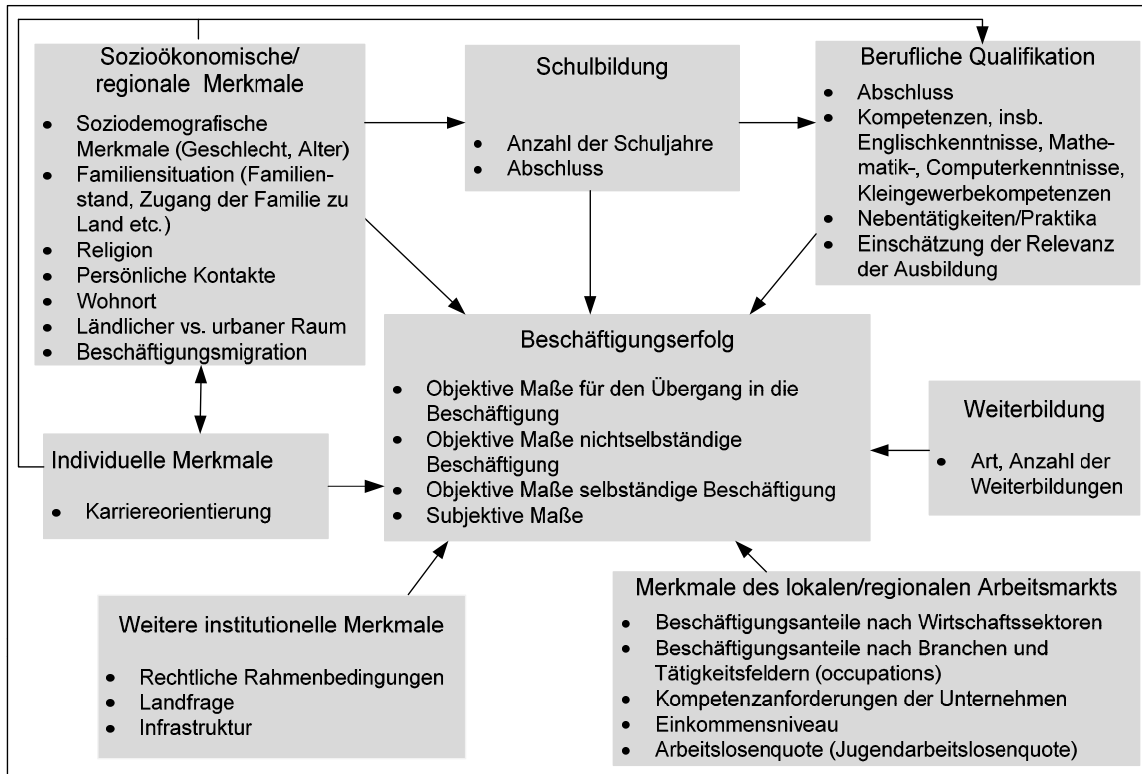 Sozioökonomische/
regionale Merkmale
• Soziodemografische
Merkmale (Geschlecht, Alter)
• Familiensituation (Familien-
stand, Zugang der Familie zu
Land etc.)
• Religion
• Persönliche Kontakte
• Wohnort
• Ländlicher vs. urbaner Raum
• Beschäftigungsmigration
Schulbildung
• Anzahl der Schuljahre
• Abschluss
Berufliche Qualifikation
• Abschluss
• Kompetenzen, insb.
Englischkenntnisse, Mathe-
matik-, Computerkenntnisse,
Kleingewerbekompetenzen
• Nebentätigkeiten/Praktika
• Einschätzung der Relevanz
der Ausbildung
Beschäftigungserfolg
• Objektive Maße für den Übergang in die
Beschäftigung
• Objektive Maße nichtselbständige
Beschäftigung
• Objektive Maße selbständige Beschäftigung
• Subjektive Maße
Weiterbildung
• Art, Anzahl der
Weiterbildungen
Individuelle Merkmale
• Karriereorientierung
Weitere institutionelle Merkmale
• Rechtliche Rahmenbedingungen
• Landfrage
• Infrastruktur
Merkmale des lokalen/regionalen Arbeitsmarkts
• Beschäftigungsanteile nach Wirtschaftssektoren
• Beschäftigungsanteile nach Branchen und
Tätigkeitsfeldern (occupations)
• Kompetenzanforderungen der Unternehmen
• Einkommensniveau
• Arbeitslosenquote (Jugendarbeitslosenquote)